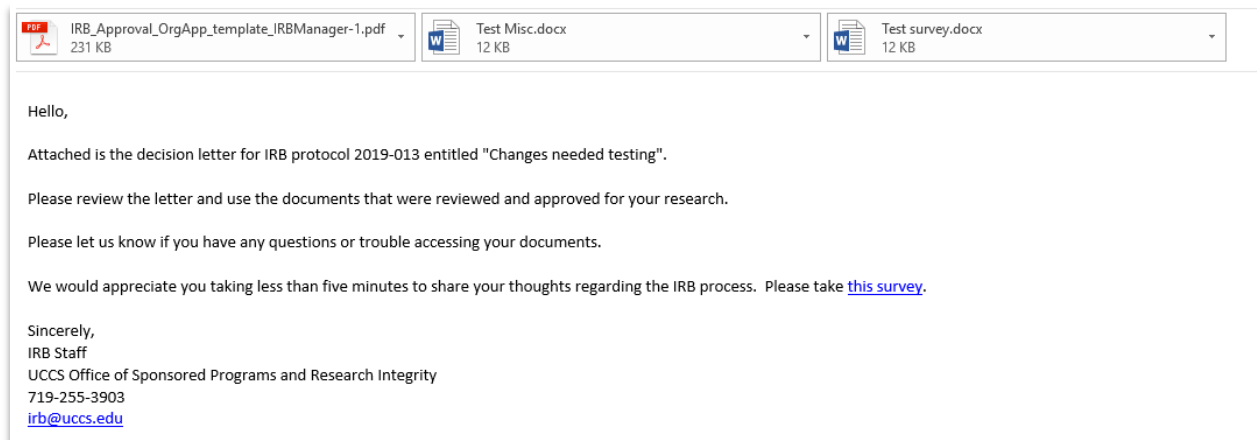 IRB_Approval_OrgApp_template_IRBManager-1.pdf
231 KB
Test Misc.docx
12 KB
Test survey.docx
12 KB
Hello,
Attached is the decision letter for IRB protocol 2019-013 entitled "Changes needed testing".
Please review the letter and use the documents that were reviewed and approved for your research.
Please let us know if you have any questions or trouble accessing your documents.
We would appreciate you taking less than five minutes to share your thoughts regarding the IRB process.  Please take this survey.
Sincerely,
IRB Staff
UCCS Office of Sponsored Programs and Research Integrity
719-255-3903
irb@uccs.edu